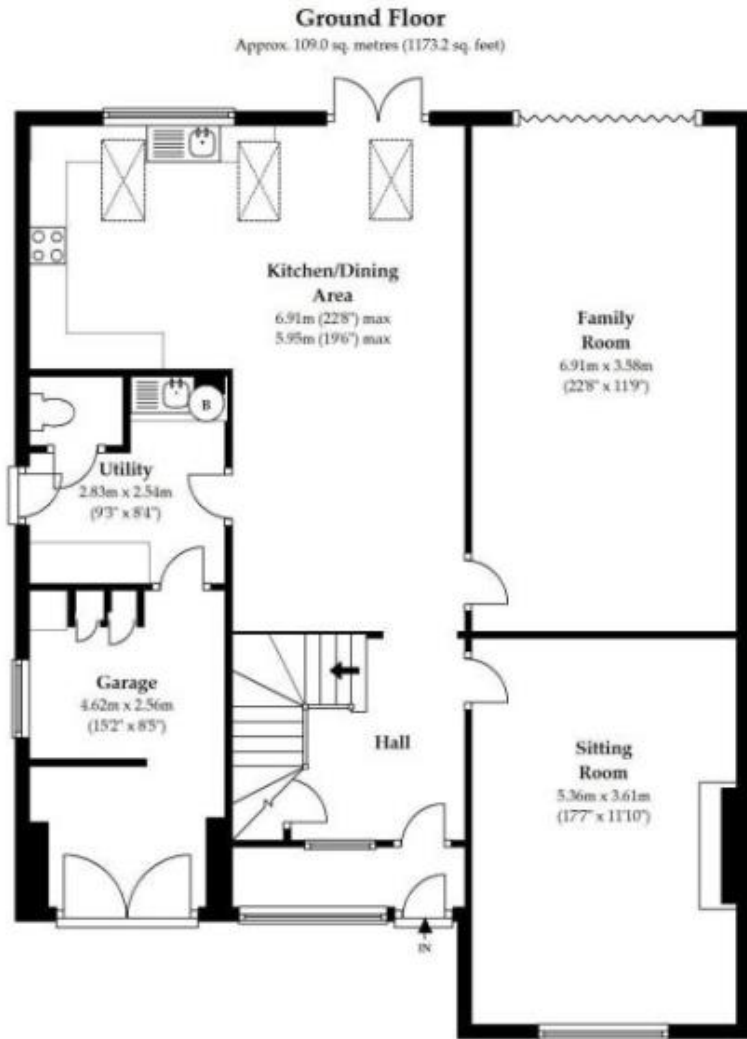 Ground Floor
Approx. 109.0 sq. metres (1173.2 sq. feet)
Kitchen/Dining
Area
6.91m (22'8") max
5.95m (19'6") max
Family
Room
6.91m x 3.58m
(22'8" x 11'9")
B
Utility
2.83m x 2.54m
(9'3" x 8'4")
Garage
4.62m x 2.56m
(15'2" x 8'5")
Hall
Sitting
Room
5.36m x 3.61m
(17'7" x 11'10")
IN